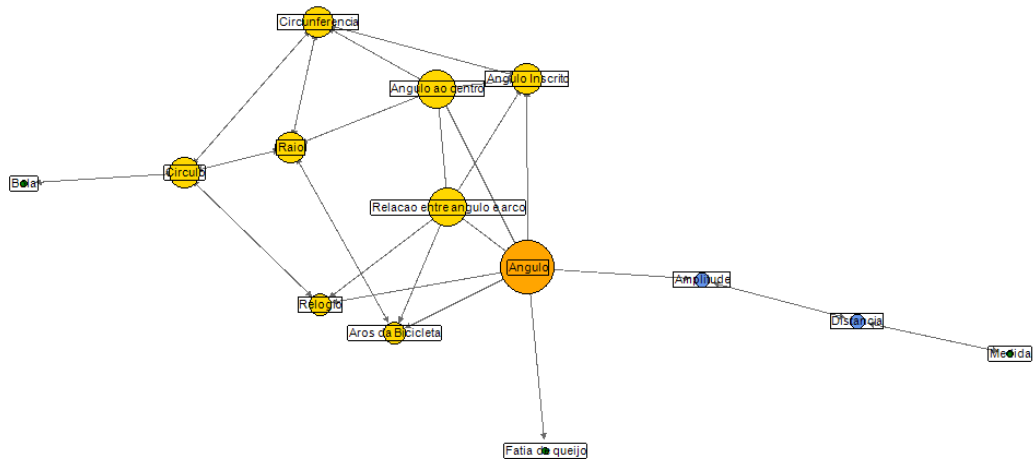 Circunferencia
Angulo ao centro
Angulo Inscrito
Raio
Circulo
Bola
Relacao entre angulo e arco
Angulo
Amplitude
Relogio
Distancia
Aros da Bicicleta
Medida
Fatia de queijo